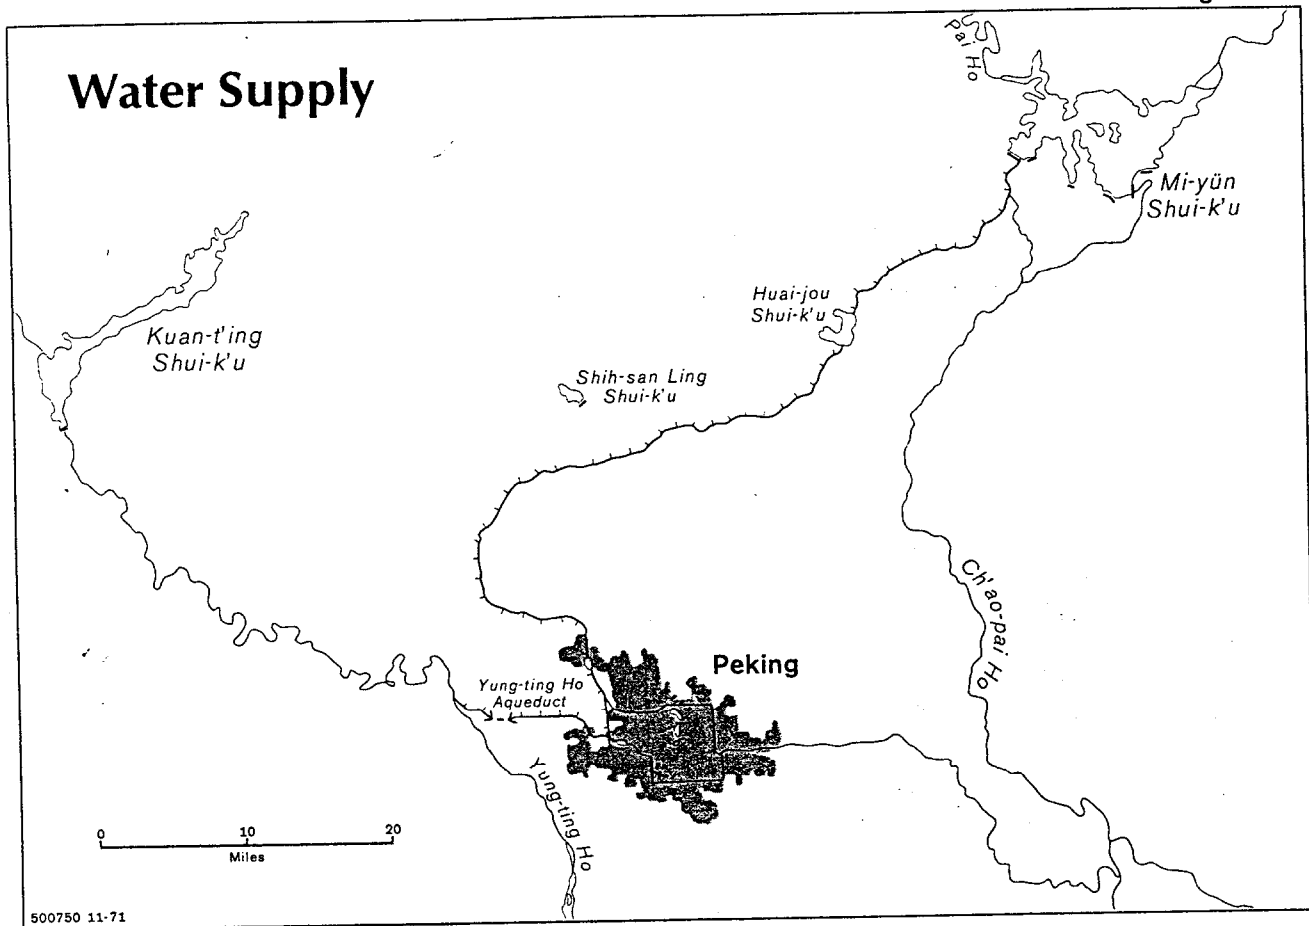 Water Supply
Pai Ho
Mi-yün
Shui-k'u
Kuan-t'ing
Shui-k'u
Huai-jou
Shui-k'u
Shih-san Ling
Shui-k'u
Ch'ao-pai Ho
Peking
Yung-ting Ho
Aqueduct
Yung-ting Ho
0 10 20
Miles
500750 11-71